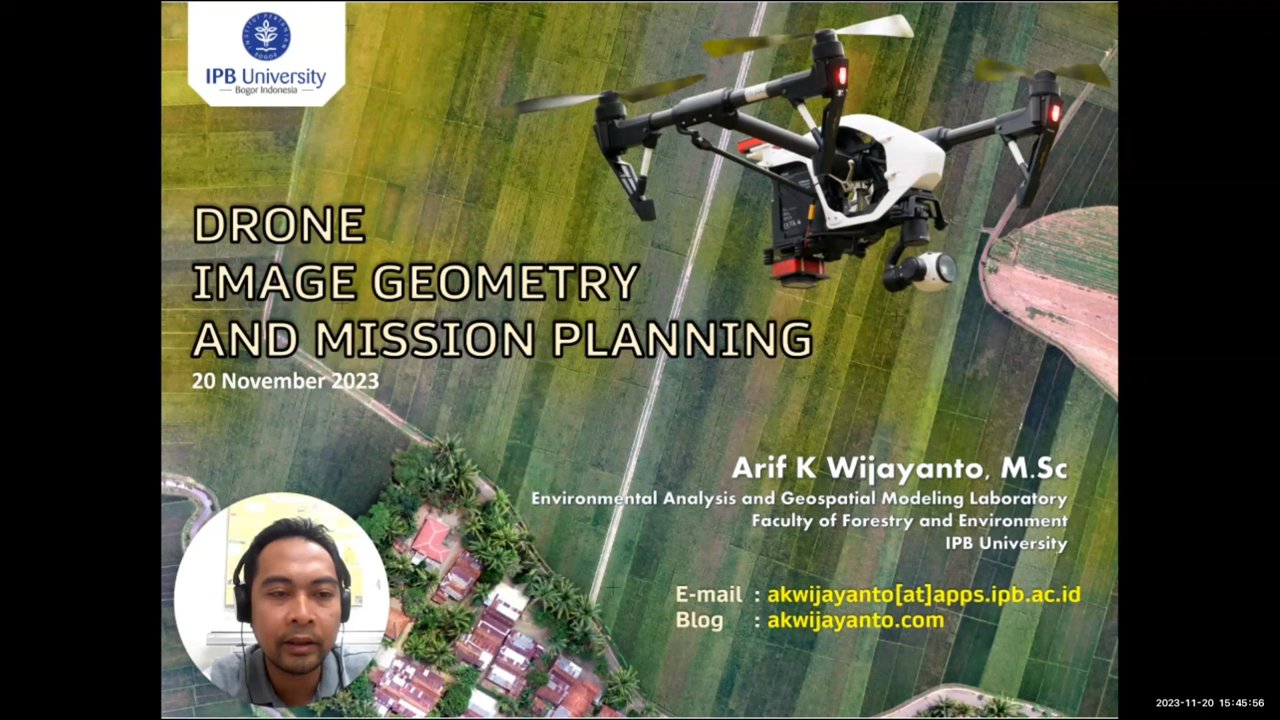 IPB University
Bogor Indonesia
DRONE
IMAGE GEOMETRY
AND MISSION PLANNING
20 November 2023
Arif K Wijayanto, M.Sc
Environmental Analysis and Geospatial Modeling Laboratory
Faculty of Forestry and Environment
IPB University
E-mail : akwijayanto[at]apps.ipb.ac.id
Blog : akwijayanto.com
2023-11-20 15:45:56